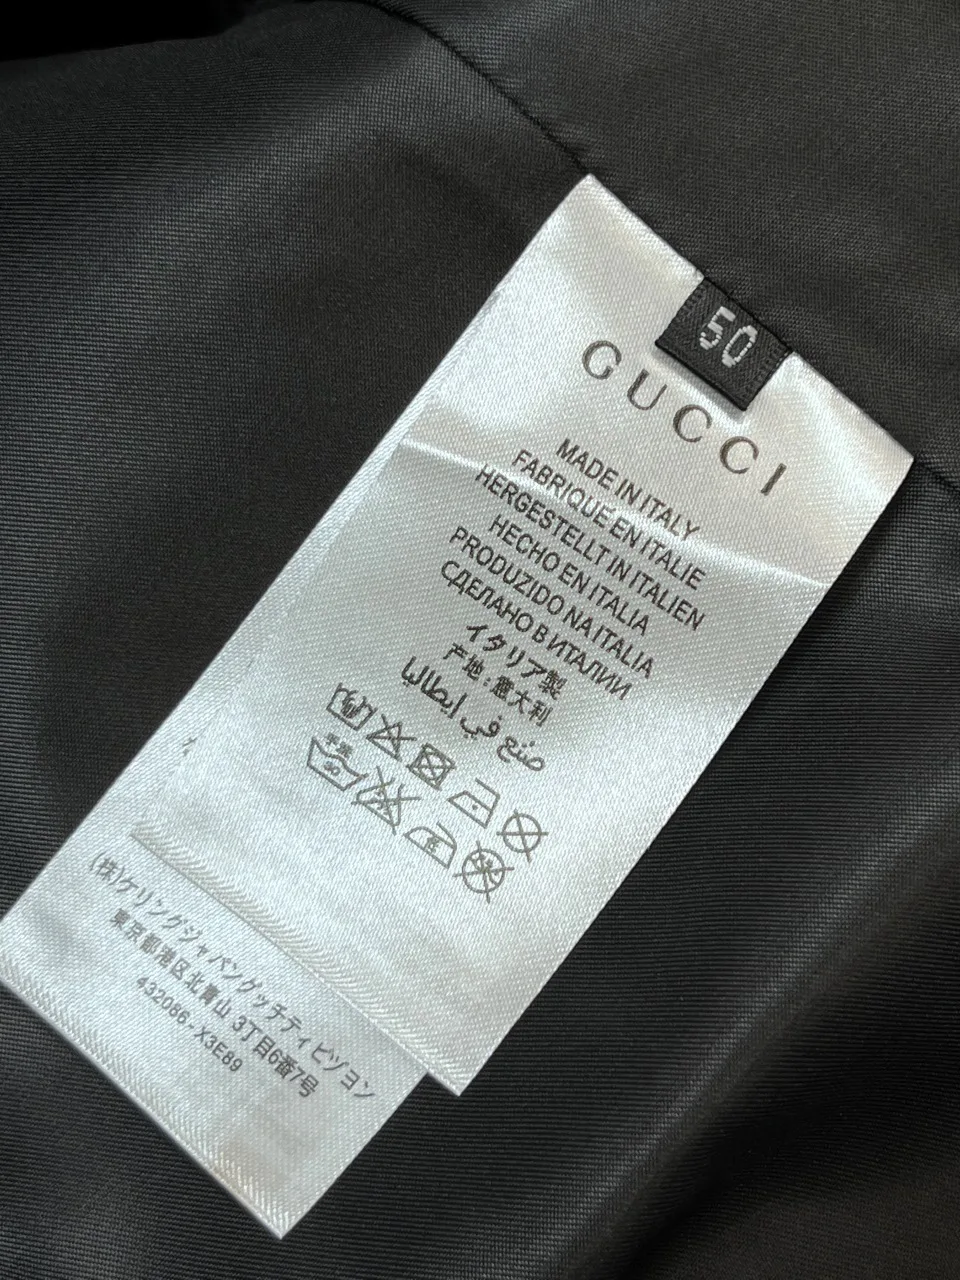 50
GUCCI
MADE IN ITALY
FABRIQUE EN ITALIE
HERGESTELLT IN ITALIEN
HECHO EN ITALIA
PRODUZIDO NA ITALIA
СДЕЛАНО В ИТАЛИИ
イタリア製
产地:意大利
صُنع في إيطاليا
(株)ケリングジャパングッチディビジョン
東京都港区北青山 3丁目6番7号
432086-X3E89